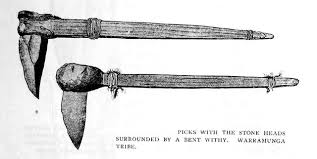 PICKS WITH THE STONE HEADS
SURROUNDED BY A BENT WITHY. WARRAMUNGA
TRIBE.